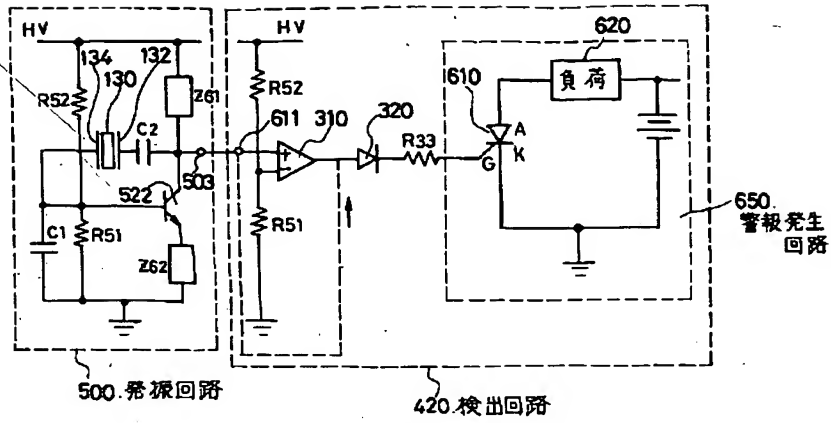 HV
134
130
132
R52
Z61
C2
522
503
C1
R51
Z62
500.発振回路
HV
R52
611
310
320
R33
R51
+
-
420.検出回路
620
負荷
610
A
K
G
650.
警報発生
回路